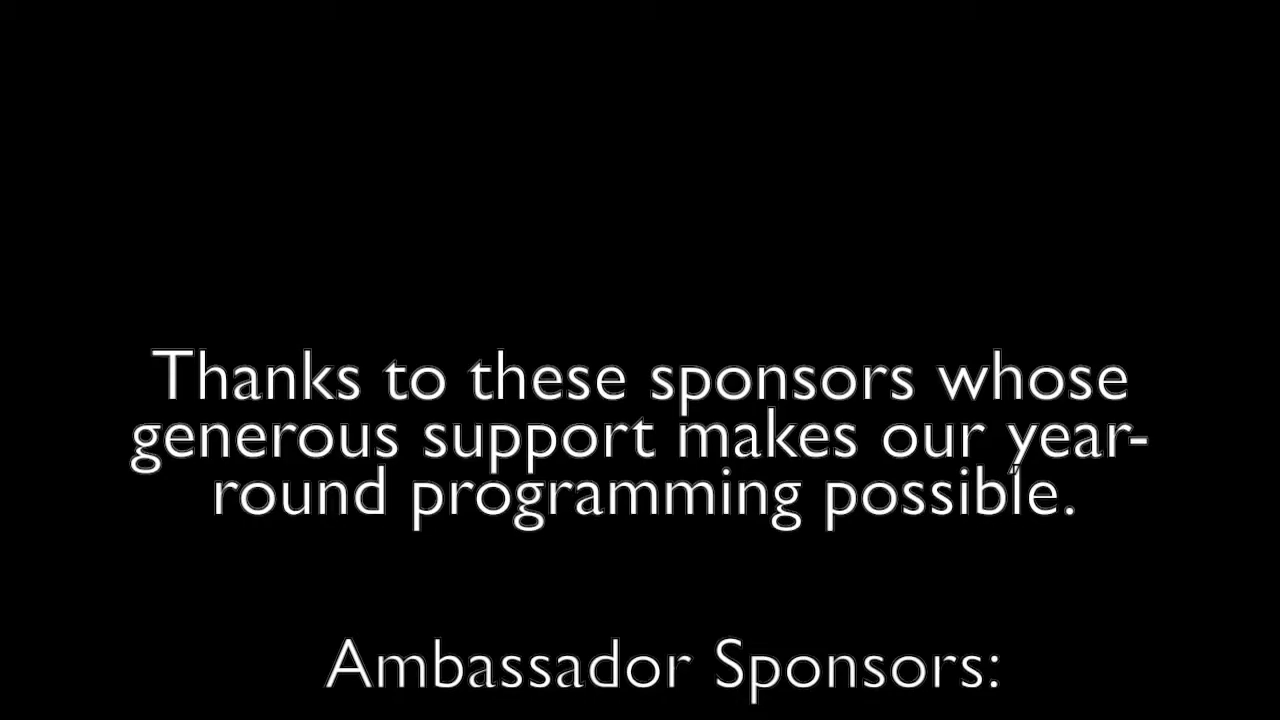 Thanks to these sponsors whose
generous support makes our year-
round programming possible.
Ambassador Sponsors: